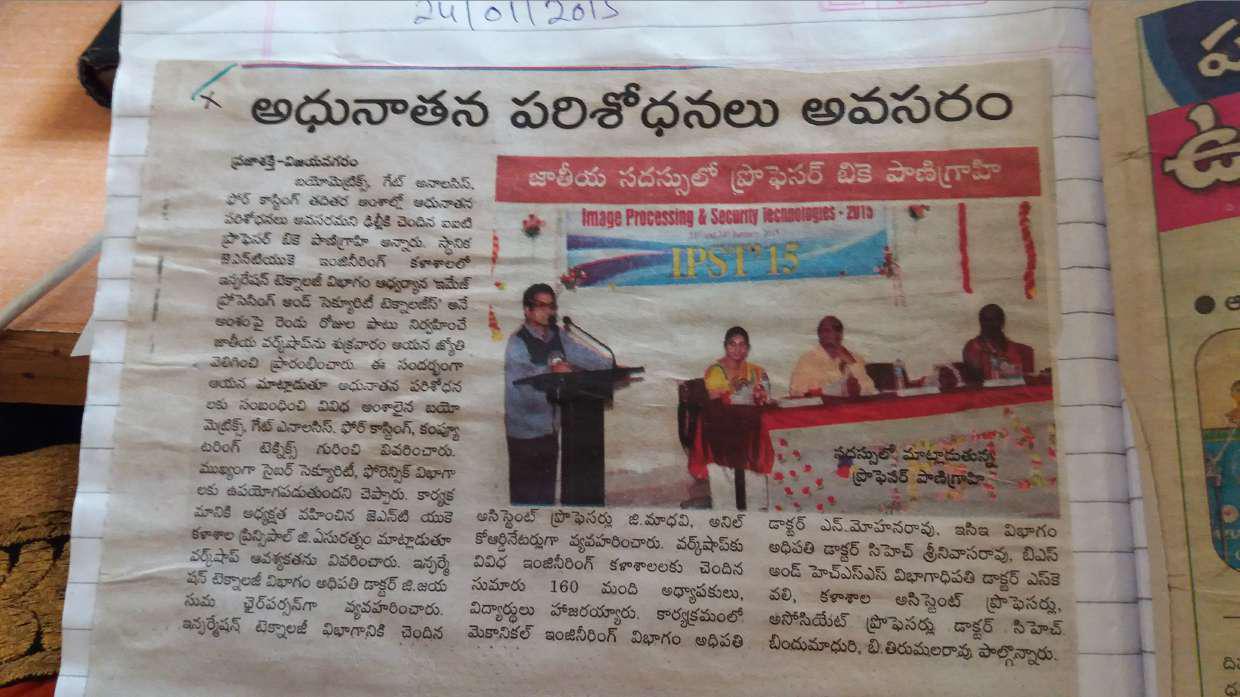 24/01/2015
అధునాతన పరిశోధనలు అవసరం
జాతీయ సదస్సులో ప్రొఫెసర్ బికె పాణిగ్రాహి
ప్రజాశక్తి-విజయనగరం
బయోమెట్రిక్స్, గేట్ అనాలసిస్,
ఫోర్ కాస్టింగ్ తదితర అంశాల్లో ఆధునాతన
పరిశోధనలు అవసరమని ఢిల్లీకి చెందిన ఐఐటి
ప్రొఫెసర్ బికె పాణిగ్రాహి అన్నారు. స్థానిక
జెఎన్‌టియుకె ఇంజినీరింగ్ కళాశాలలో
ఇన్ఫరేషన్ టెక్నాలజీ విభాగం ఆధ్వర్యాన 'ఇమేజ్
ప్రోసెసింగ్ అండ్ సెక్యూరిటీ టెక్నాలజీస్' అనే
అంశంపై రెండు రోజుల పాటు నిర్వహించే
జాతీయ వర్క్‌షాప్‌ను శుక్రవారం ఆయన జ్యోతి
వెలిగించి ప్రారంభించారు. ఈ సందర్భంగా
ఆయన మాట్లాడుతూ అధునాతన పరిశోధన
లకు సంబంధించి వివిధ అంశాలైన బయో
మెట్రిక్స్, గేట్ ఎనాలసిస్, ఫోర్ కాస్టింగ్, కంప్యూ
టరింగ్ టెక్నిక్స్ గురించి వివరించారు.
ముఖ్యంగా సైబర్ సెక్యూరిటీ, ఫోరెన్సిక్ విభాగా
లకు ఉపయోగపడుతుందని చెప్పారు. కార్యక్ర
మానికి అధ్యక్షత వహించిన జెఎన్‌టి యుకె
కళాశాల ప్రిన్సిపాల్ జి.ఎసురత్నం మాట్లాడుతూ
వర్క్‌షాప్ ఆవశ్యకతను వివరించారు. ఇన్ఫర్మే
షన్ టెక్నాలజీ విభాగం అధిపతి డాక్టర్ జి.జయ
సుమ ఛైర్‌పర్సన్‌గా వ్యవహరించారు.
ఇన్ఫర్మేషన్ టెక్నాలజీ విభాగానికి చెందిన
Image Processing & Security Technologies - 2015
IPST'15
సదస్సులో మాట్లాడుతున్న
ప్రొఫెసర్ పాణిగ్రాహి
అసిస్టెంట్ ప్రొఫెసర్లు జి.మాధవి, అనిల్
కోఆర్డినేటర్లుగా వ్యవహరించారు. వర్క్‌షాప్‌కు
వివిధ ఇంజినీరింగ్ కళాశాలలకు చెందిన
సుమారు 160 మంది అధ్యాపకులు,
విద్యార్థులు హాజరయ్యారు. కార్యక్రమంలో
మెకానికల్ ఇంజినీరింగ్ విభాగం అధిపతి
డాక్టర్ ఎన్.మోహనరావు, ఇసిఇ విభాగం
అధిపతి డాక్టర్ సిహెచ్ శ్రీనివాసరావు, బిఎస్
అండ్ హెచ్ఎస్ఎస్ విభాగాధిపతి డాక్టర్ ఎస్‌కె
వలి, కళాశాల అసిస్టెంట్ ప్రొఫెసర్లు,
అసోసియేట్ ప్రొఫెసర్లు డాక్టర్ సిహెచ్.
బిందుమాధురి, బి.తిరుమలరావు పాల్గొన్నారు.